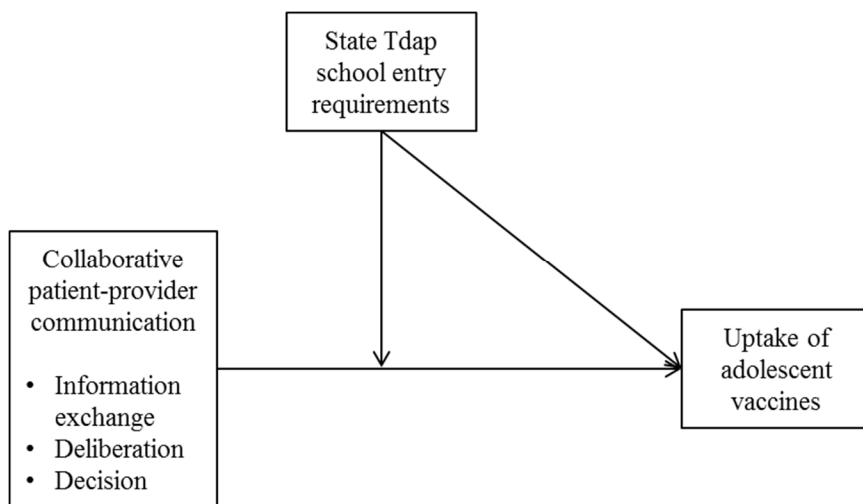 State Tdap
school entry
requirements
Collaborative
patient-provider
communication
• Information
exchange
• Deliberation
• Decision
Uptake of
adolescent
vaccines